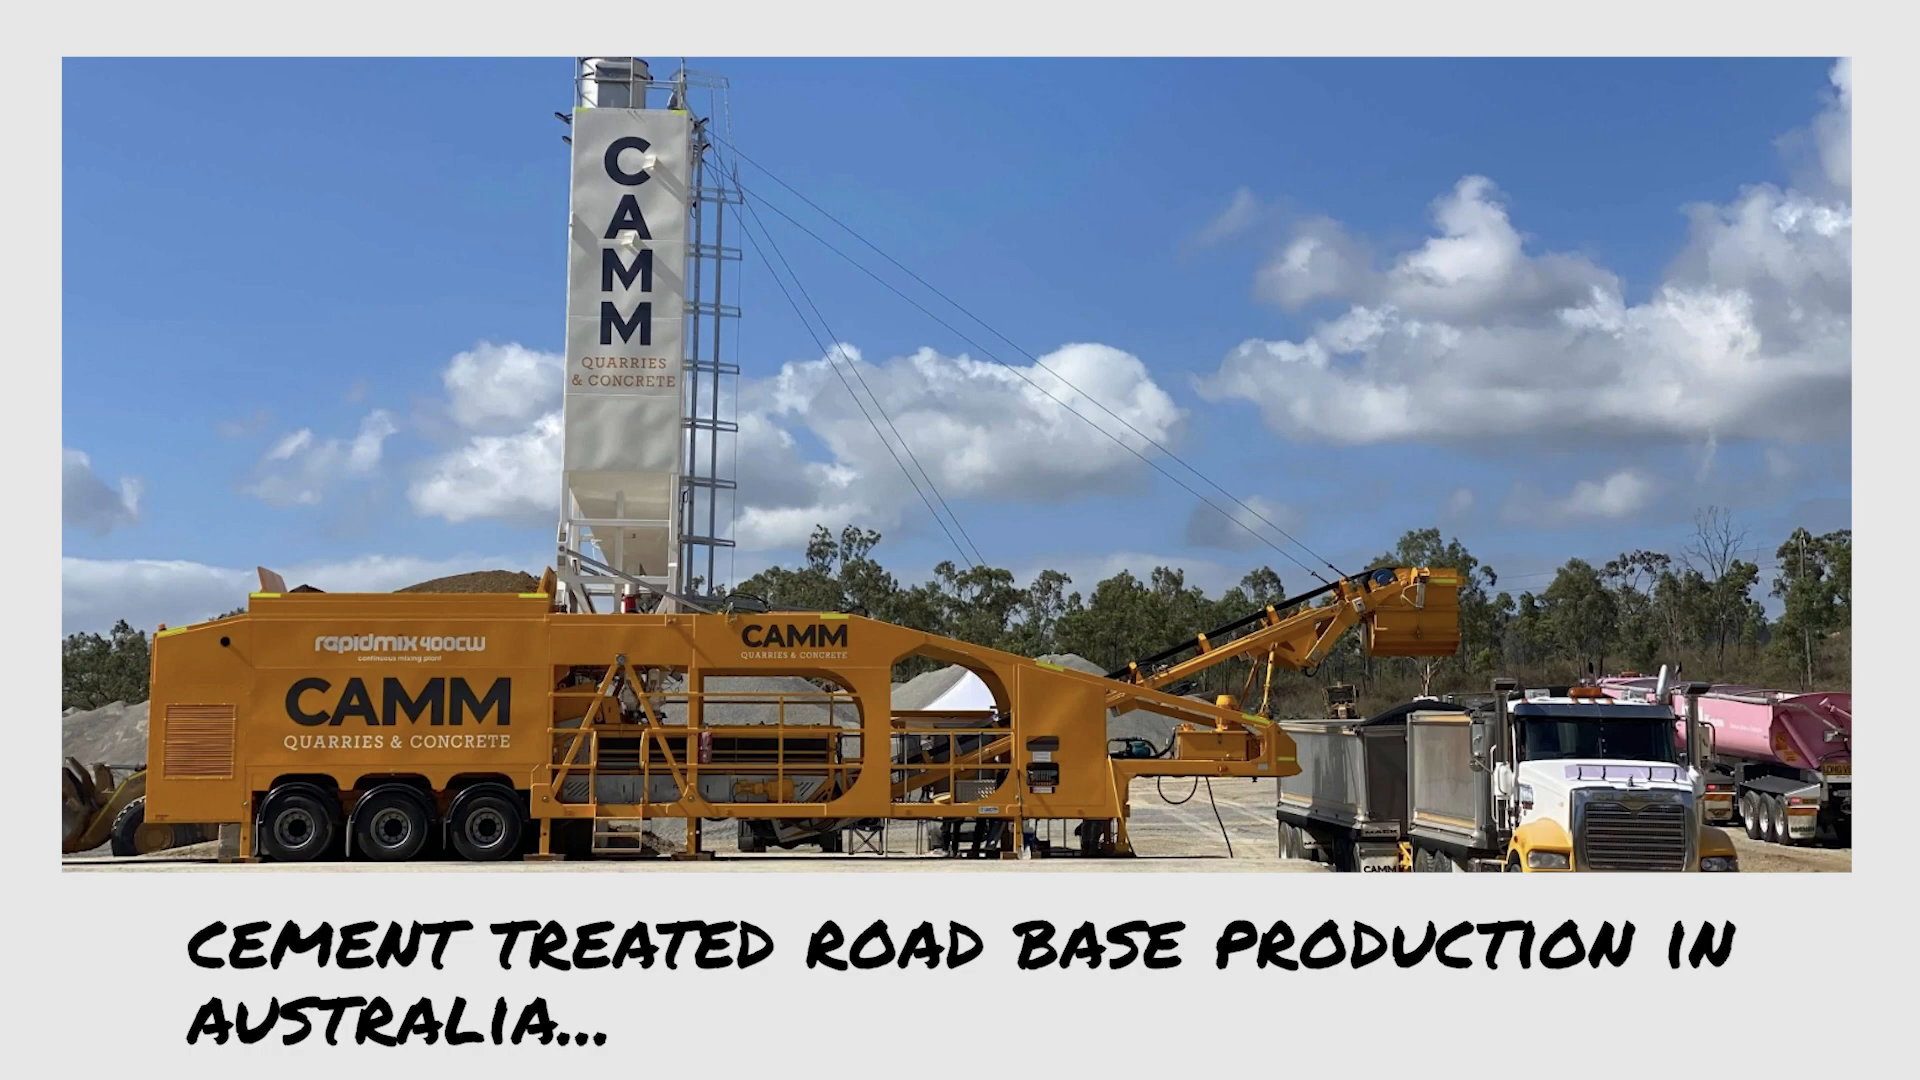 C
A
M
M
QUARRIES
& CONCRETE
rapidmix 400cw
continuous mixing plant
CAMM
QUARRIES & CONCRETE
CAMM
QUARRIES & CONCRETE
MACK
CAMM
CEMENT TREATED ROAD BASE PRODUCTION IN
AUSTRALIA...